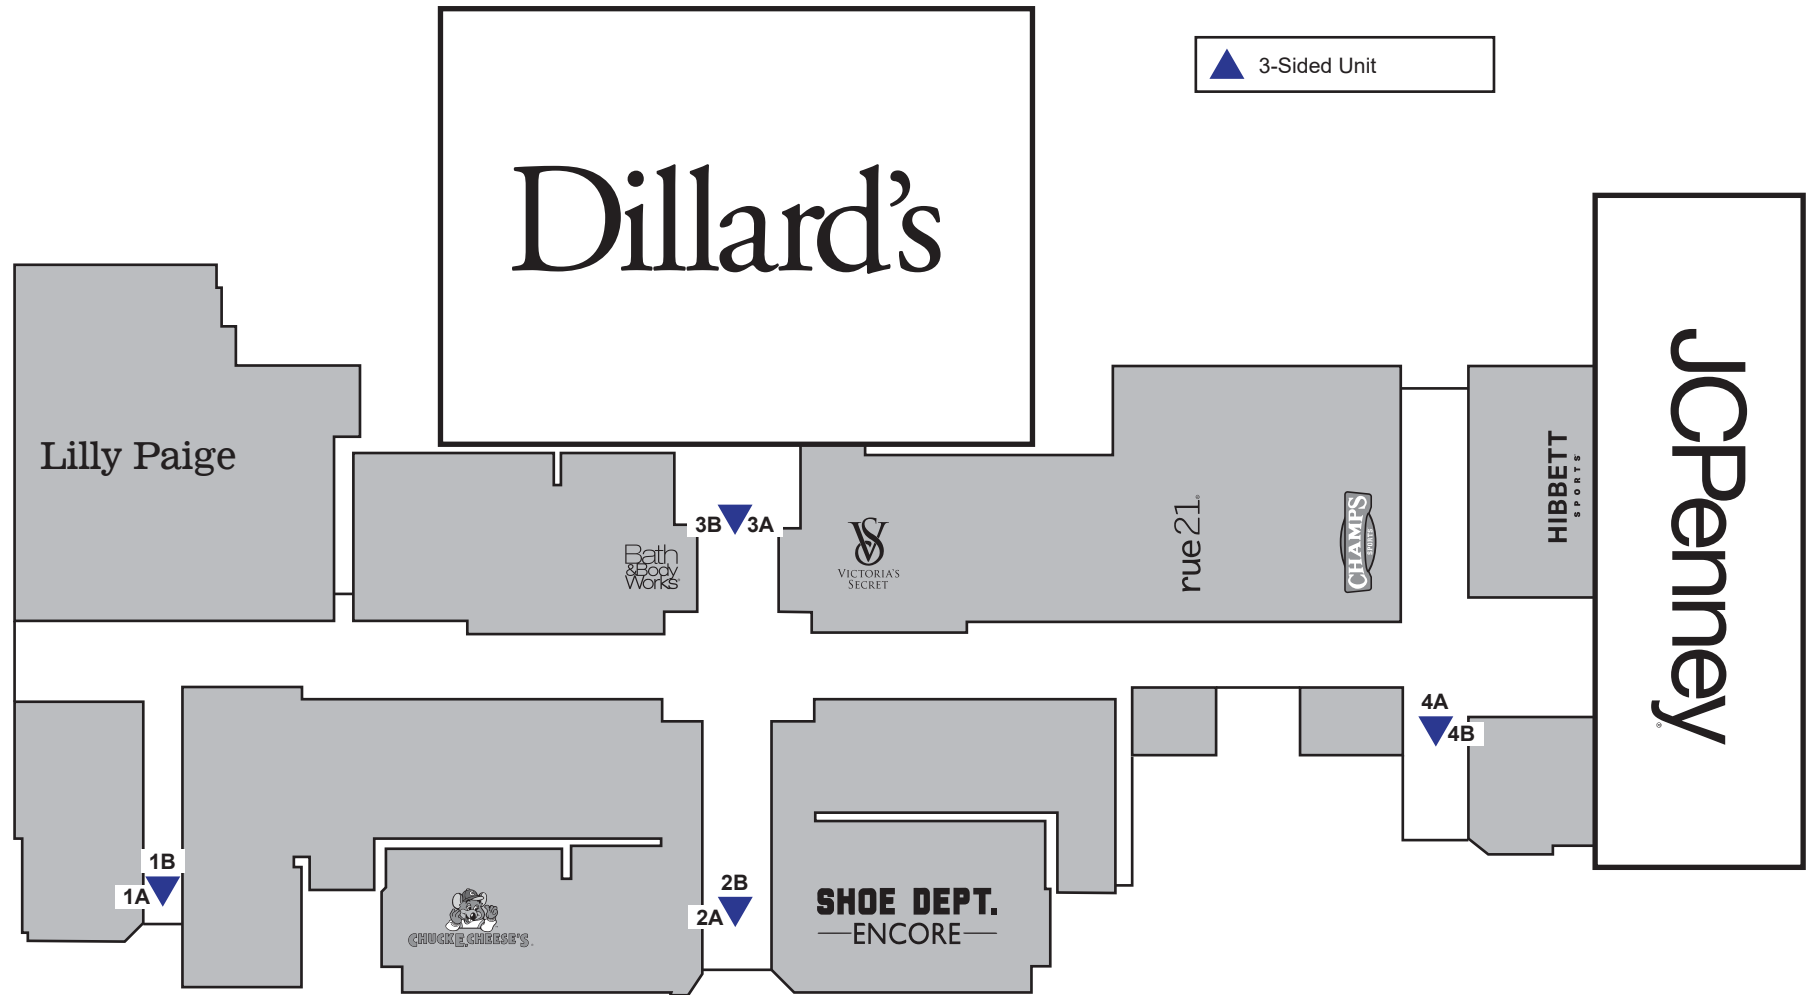 3-Sided Unit
Dillard's
JCPenney
Lilly Paige
HIBBETT
SPORTS
rue21
CHAMPS
SPORTS
3B
3A
Bath
&Body
Works
VS
VICTORIA'S
SECRET
4A
4B
1B
1A
2B
2A
CHUCK E. CHEESE'S
SHOE DEPT.
ENCORE